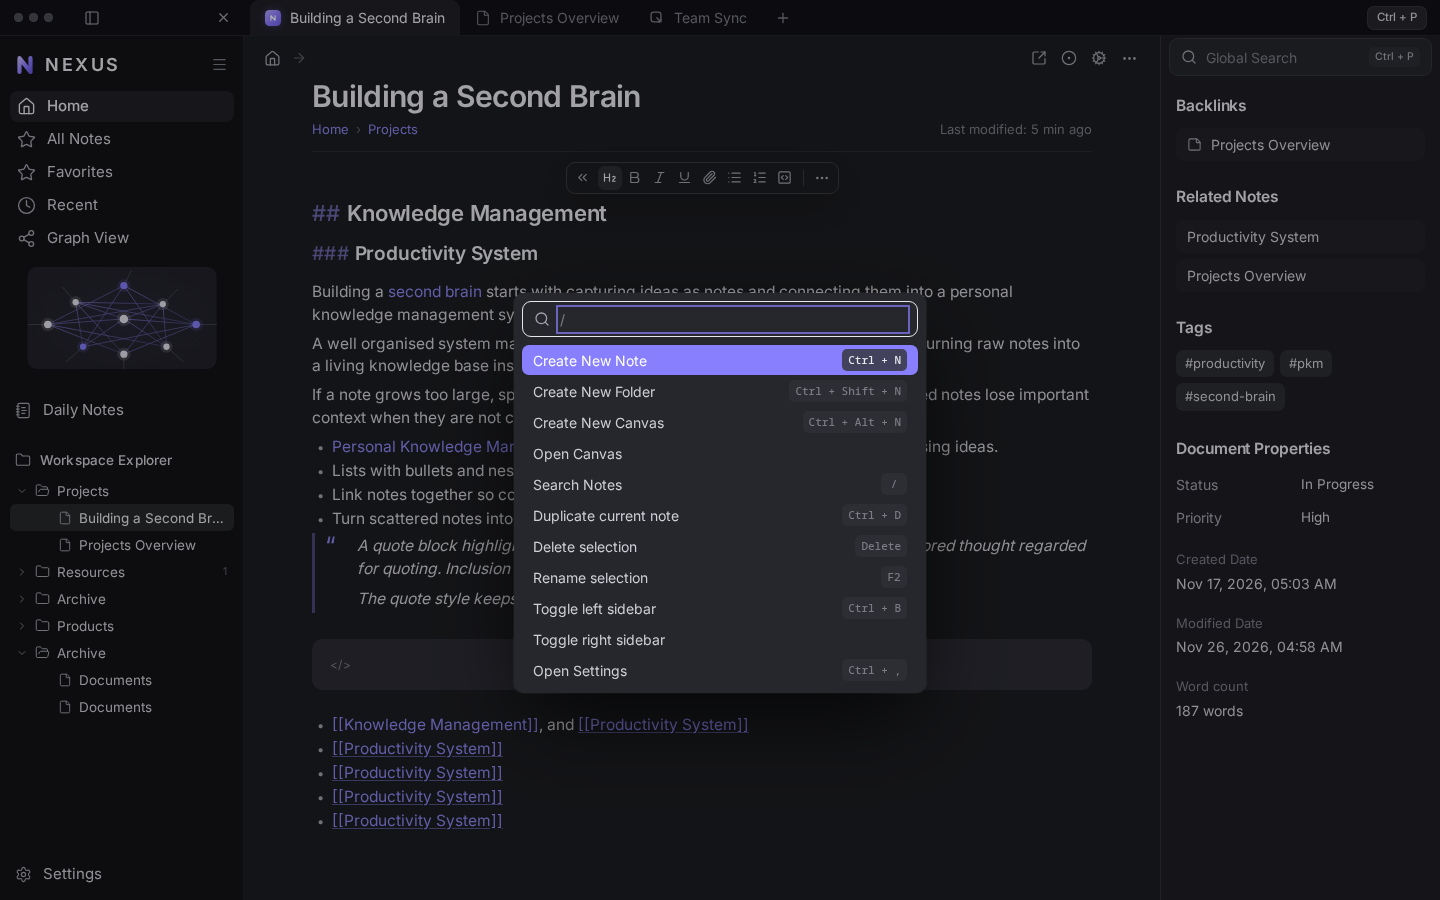 Building a Second Brain
Projects Overview
Team Sync
Ctrl + P
NEXUS
Home
All Notes
Favorites
Recent
Graph View
Daily Notes
Workspace Explorer
Projects
Building a Second Br...
Projects Overview
Resources 1
Archive
Products
Archive
Documents
Documents
Settings
Building a Second Brain
Home › Projects
Last modified: 5 min ago
H2 B I U
## Knowledge Management
### Productivity System
Building a second brain starts with capturing ideas as notes and connecting them into a personal
knowledge management sy
A well organised system ma urning raw notes into
a living knowledge base ins
If a note grows too large, sp ed notes lose important
context when they are not c
• Personal Knowledge Man sing ideas.
• Lists with bullets and nes
• Link notes together so co
• Turn scattered notes into
“ A quote block highligh ored thought regarded
for quoting. Inclusion
The quote style keeps
</>
• [[Knowledge Management]], and [[Productivity System]]
• [[Productivity System]]
• [[Productivity System]]
• [[Productivity System]]
• [[Productivity System]]
/
Create New Note Ctrl + N
Create New Folder Ctrl + Shift + N
Create New Canvas Ctrl + Alt + N
Open Canvas
Search Notes /
Duplicate current note Ctrl + D
Delete selection Delete
Rename selection F2
Toggle left sidebar Ctrl + B
Toggle right sidebar
Open Settings Ctrl + ,
Global Search Ctrl + P
Backlinks
Projects Overview
Related Notes
Productivity System
Projects Overview
Tags
#productivity #pkm
#second-brain
Document Properties
Status In Progress
Priority High
Created Date
Nov 17, 2026, 05:03 AM
Modified Date
Nov 26, 2026, 04:58 AM
Word count
187 words